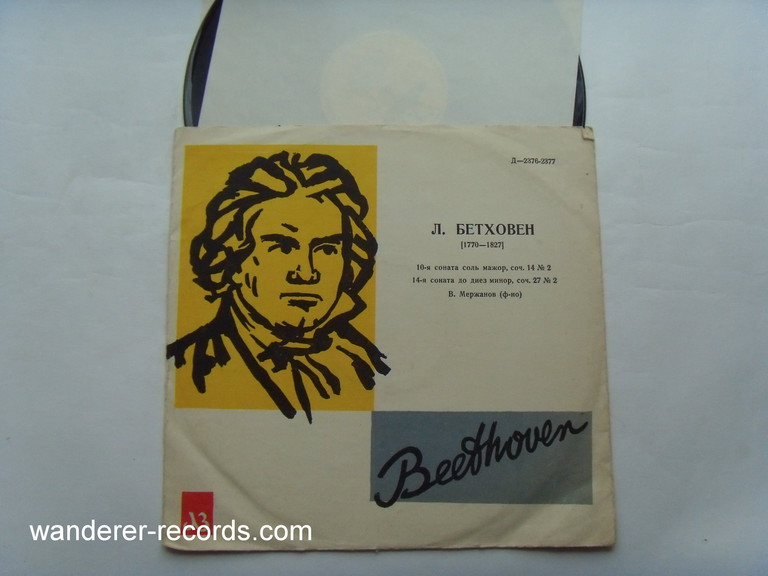 Д—2376-2377
Л. БЕТХОВЕН
[1770—1827]
10-я соната соль мажор, соч. 14 № 2
14-я соната до диез минор, соч. 27 № 2
В. Мержанов (ф-но)
Beethoven
wanderer-records.com